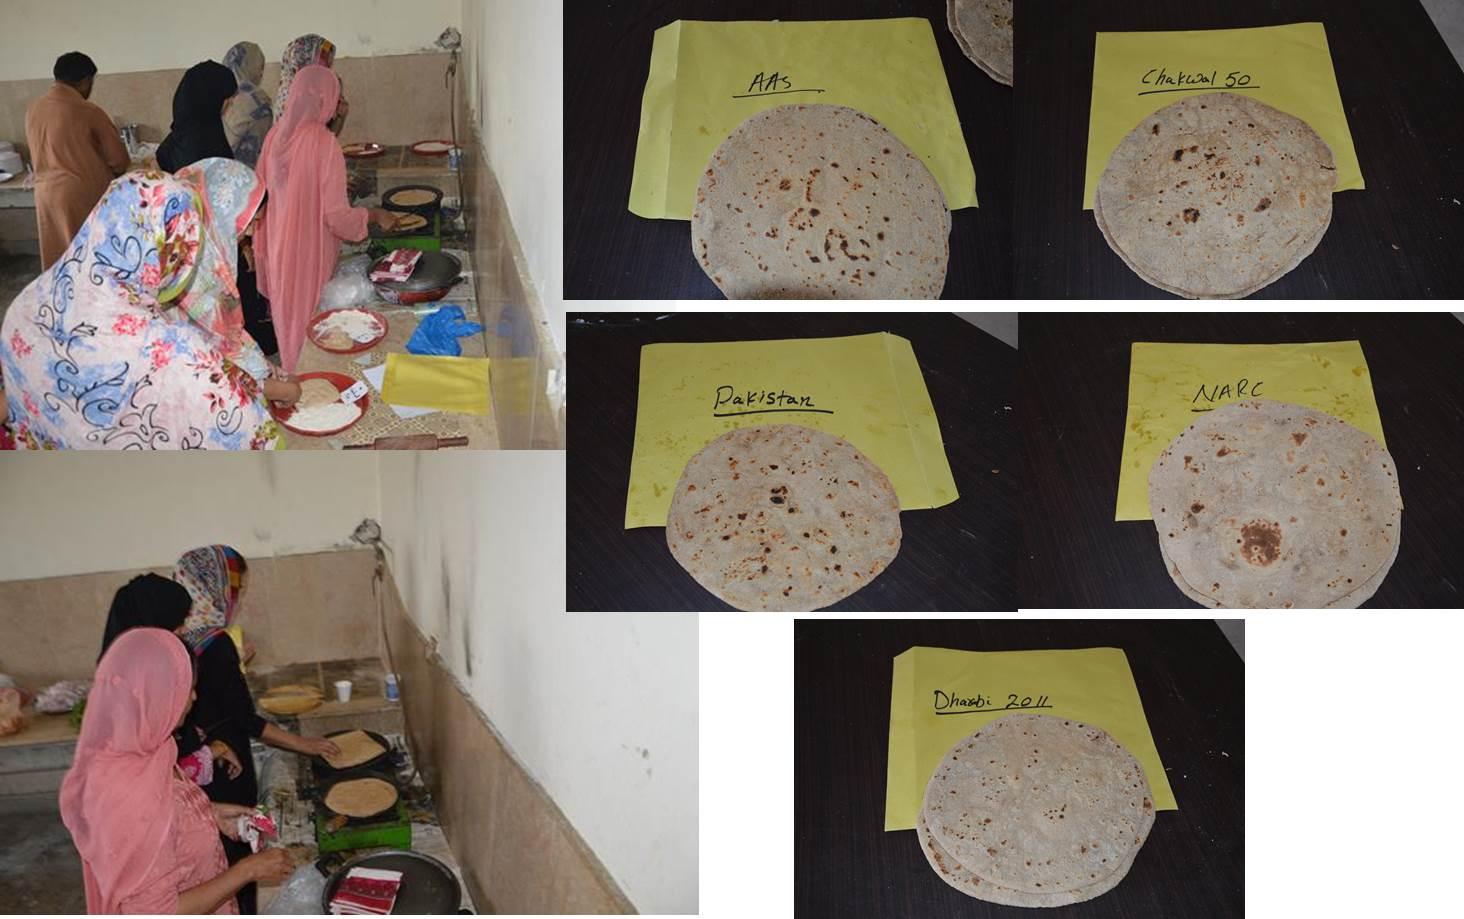 AAS
Chakwal 50
Pakistan
NARC
Dharabi 2011